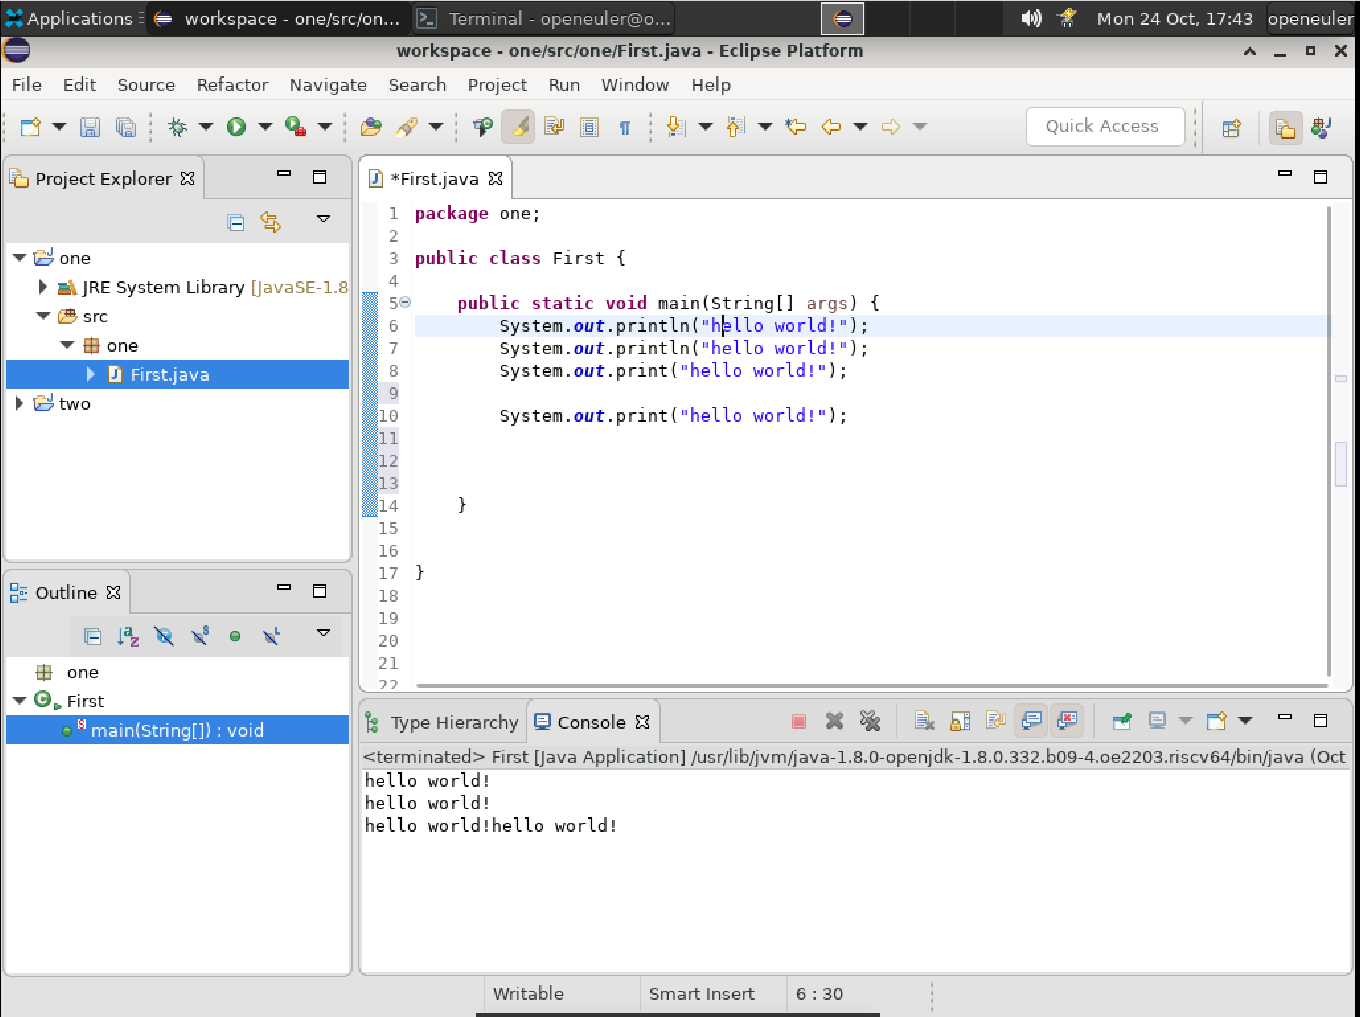 Applications
workspace - one/src/on...
Terminal - openeuler@o...
Mon 24 Oct, 17:43
openeuler
workspace - one/src/one/First.java - Eclipse Platform
File Edit Source Refactor Navigate Search Project Run Window Help
Quick Access
Project Explorer
one
JRE System Library [JavaSE-1.8
src
one
First.java
two
*First.java
1 package one;
2
3 public class First {
4
5 public static void main(String[] args) {
6 System.out.println("hello world!");
7 System.out.println("hello world!");
8 System.out.print("hello world!");
9
10 System.out.print("hello world!");
11
12
13
14 }
15
16
17 }
18
19
20
21
22
Outline
one
First
main(String[]) : void
Type Hierarchy
Console
<terminated> First [Java Application] /usr/lib/jvm/java-1.8.0-openjdk-1.8.0.332.b09-4.oe2203.riscv64/bin/java (Oct
hello world!
hello world!
hello world!hello world!
Writable
Smart Insert
6 : 30